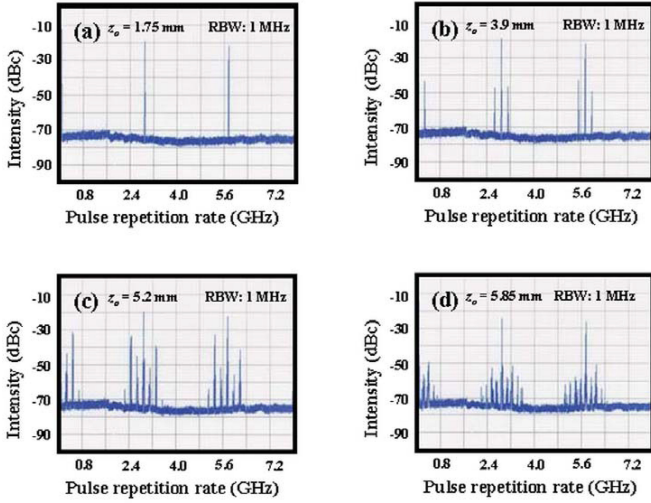 (a) z₀ = 1.75 mm RBW: 1 MHz
-10
-30
-50
-70
-90
Intensity (dBc)
0.8 2.4 4.0 5.6 7.2
Pulse repetition rate (GHz)
(b) z₀ = 3.9 mm RBW: 1 MHz
-10
-30
-50
-70
-90
Intensity (dBc)
0.8 2.4 4.0 5.6 7.2
Pulse repetition rate (GHz)
(c) z₀ = 5.2 mm RBW: 1 MHz
-10
-30
-50
-70
-90
Intensity (dBc)
0.8 2.4 4.0 5.6 7.2
Pulse repetition rate (GHz)
(d) z₀ = 5.85 mm RBW: 1 MHz
-10
-30
-50
-70
-90
Intensity (dBc)
0.8 2.4 4.0 5.6 7.2
Pulse repetition rate (GHz)